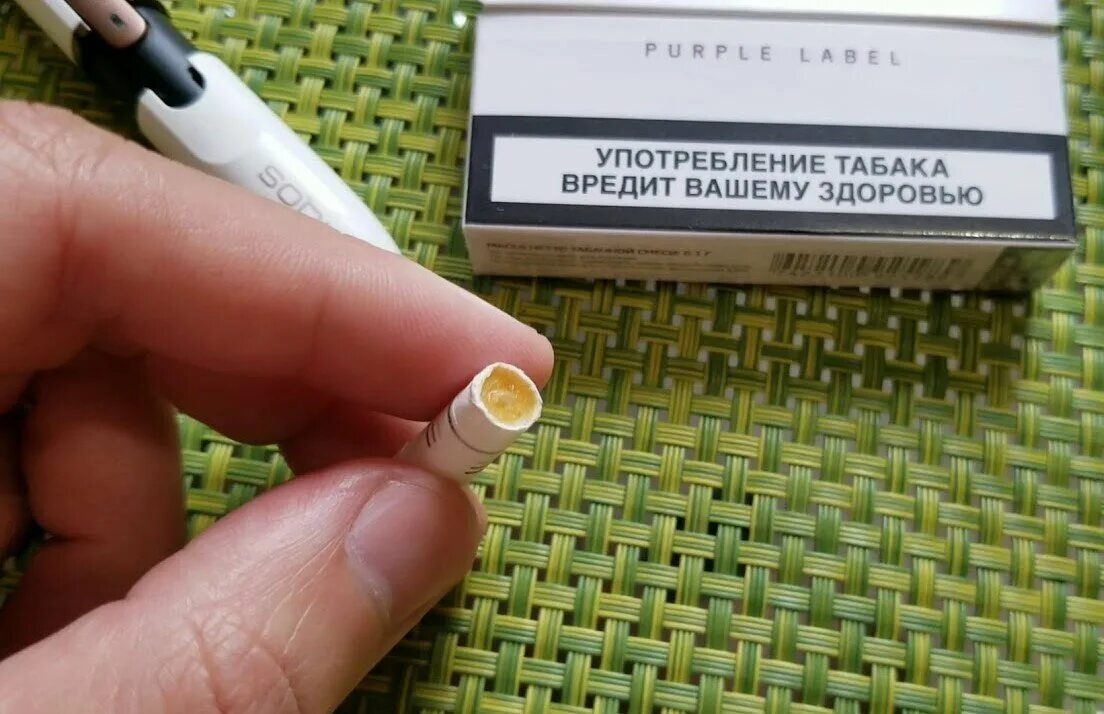 PURPLE LABEL
УПОТРЕБЛЕНИЕ ТАБАКА
ВРЕДИТ ВАШЕМУ ЗДОРОВЬЮ